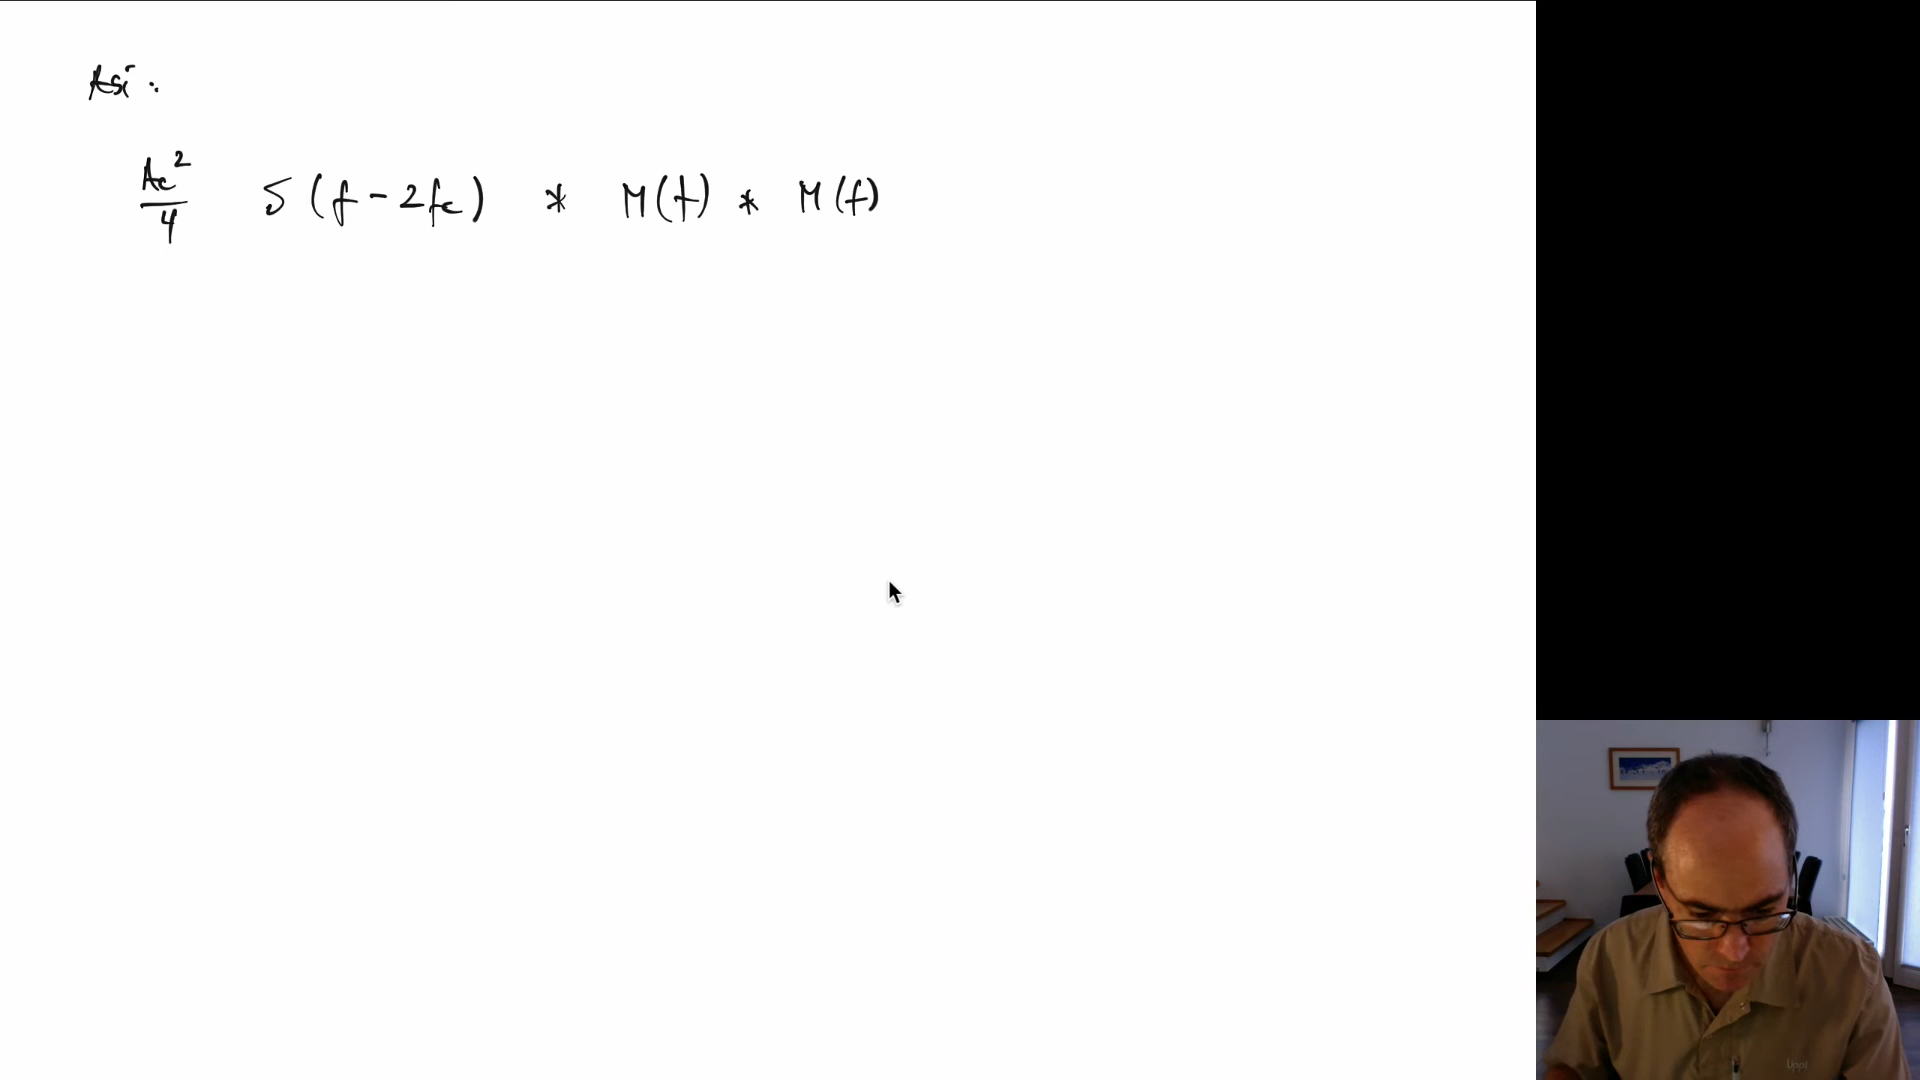 Así :
Ac²/4 δ(f - 2fc) * M(f) * M(f)